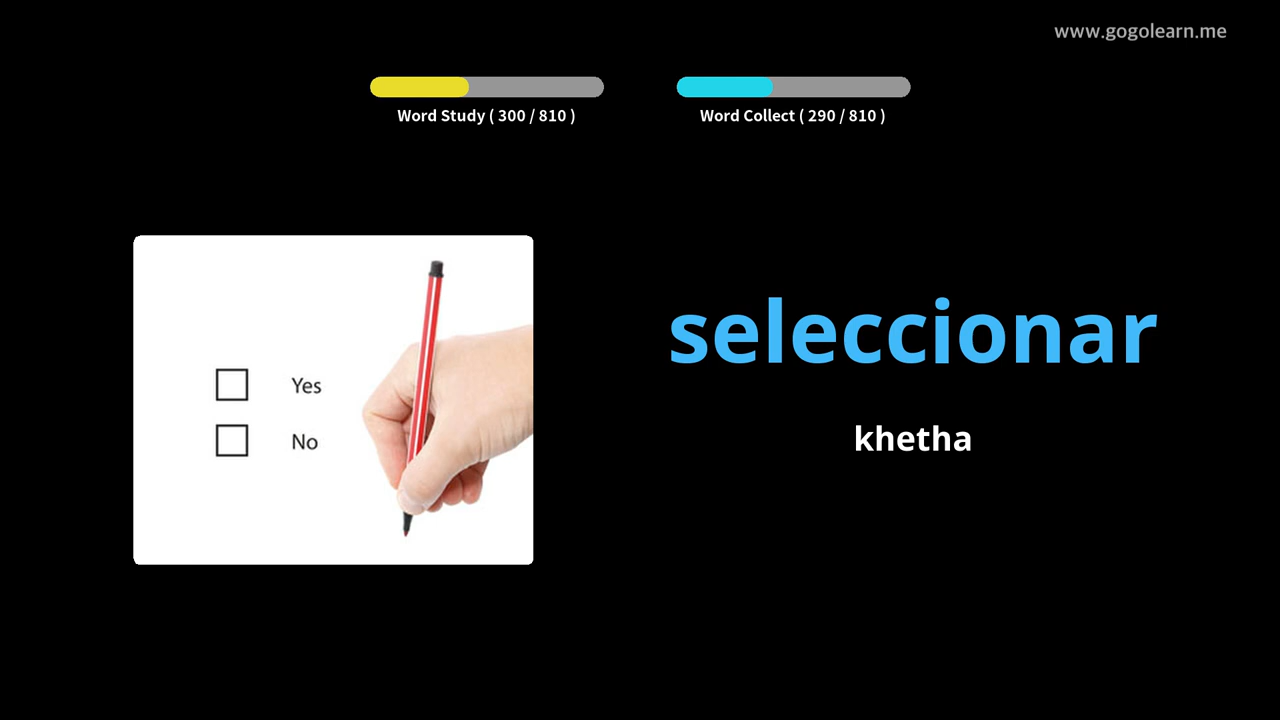 www.gogolearn.me
Word Study ( 300 / 810 )
Word Collect ( 290 / 810 )
Yes
No
seleccionar
khetha